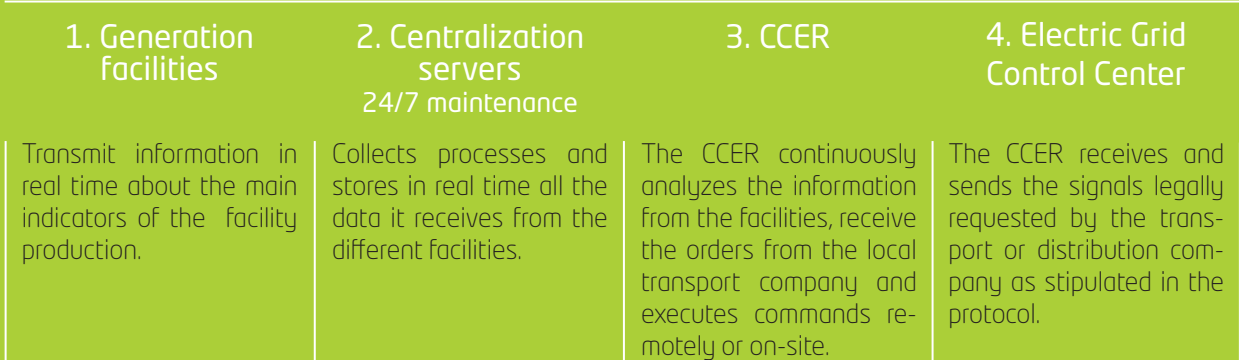 1. Generation
facilities
Transmit information in
real time about the main
indicators of the facility
production.
2. Centralization
servers
24/7 maintenance
Collects processes and
stores in real time all the
data it receives from the
different facilities.
3. CCER
The CCER continuously
analyzes the information
from the facilities, receive
the orders from the local
transport company and
executes commands re-
motely or on-site.
4. Electric Grid
Control Center
The CCER receives and
sends the signals legally
requested by the trans-
port or distribution com-
pany as stipulated in the
protocol.